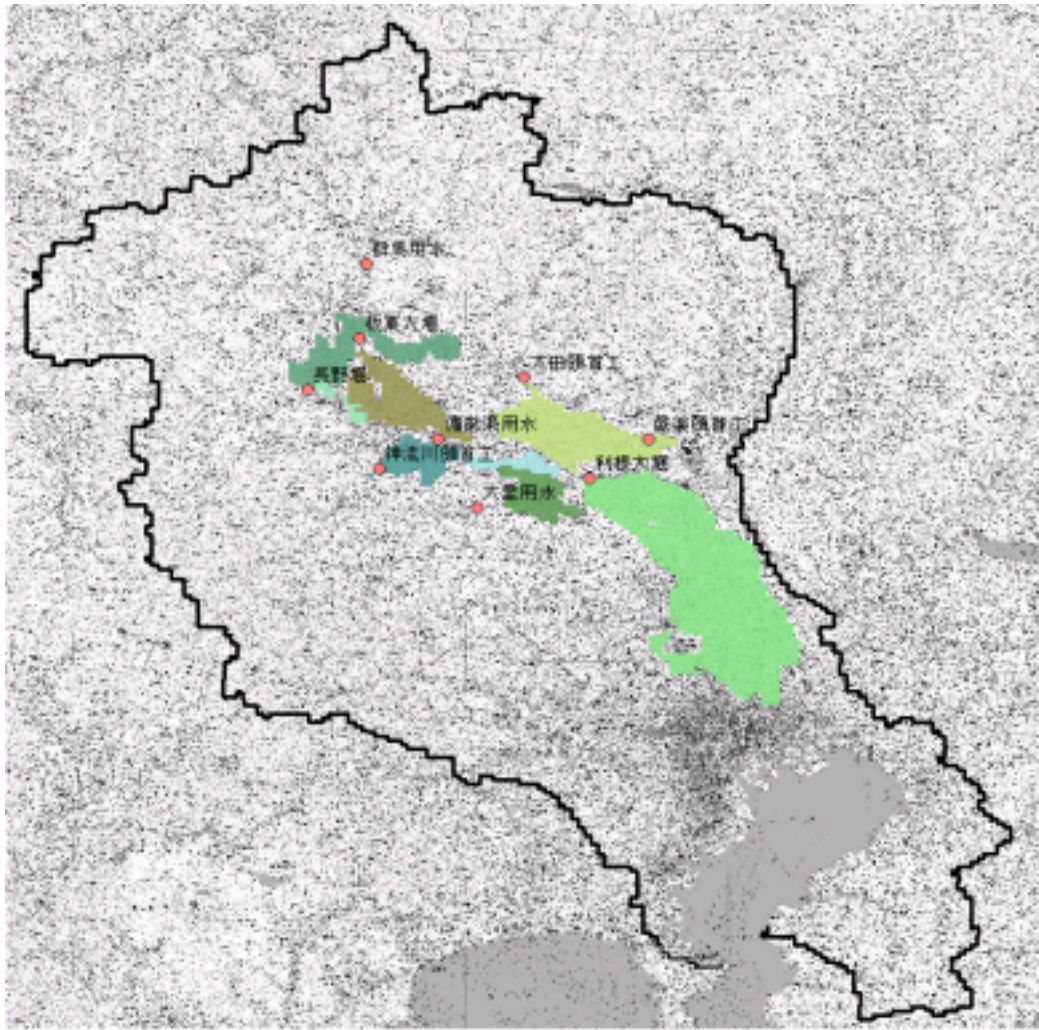 群馬用水
坂東大堰
太田頭首工
長野堰
備前渠用水
邑楽頭首工
神流川頭首工
利根大堰
大里用水